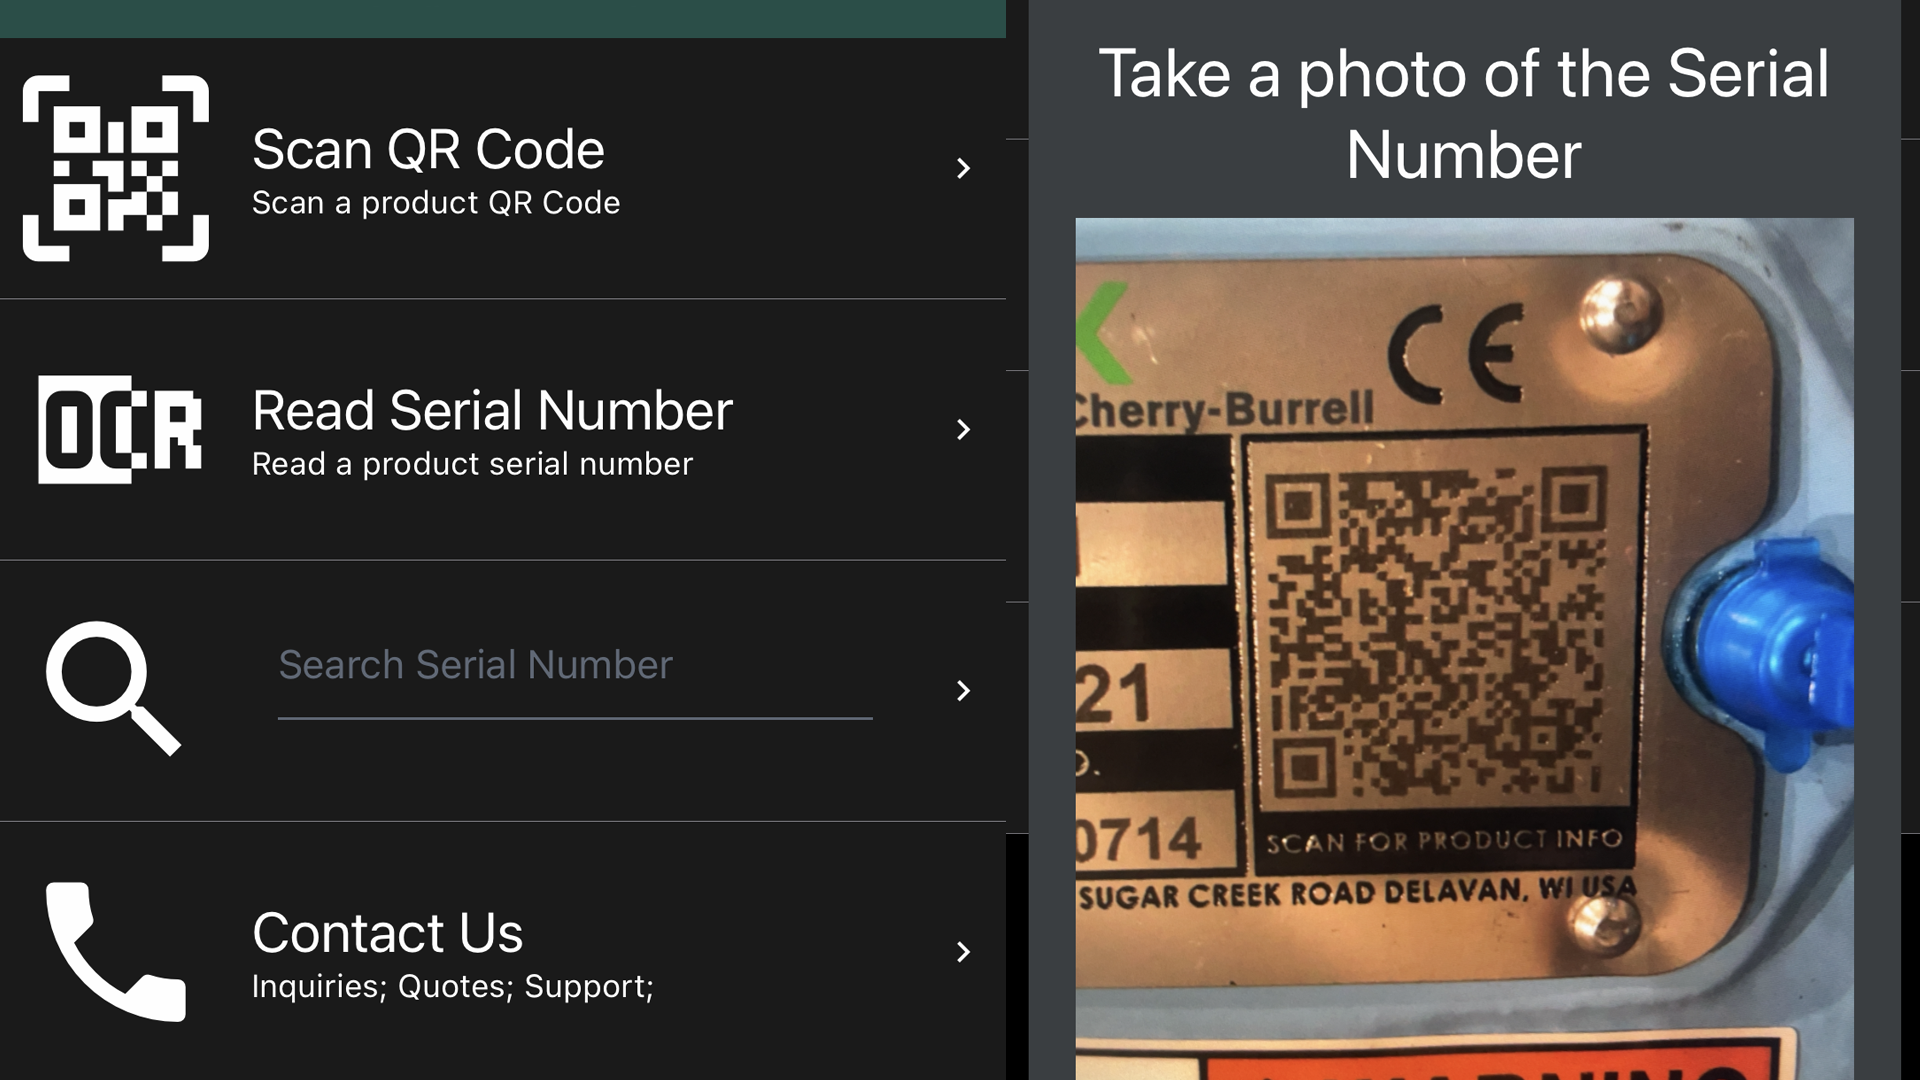 Scan QR Code
Scan a product QR Code
OCR
Read Serial Number
Read a product serial number
Search Serial Number
Contact Us
Inquiries; Quotes; Support;
Take a photo of the Serial
Number
CE
Cherry-Burrell
21
0714
SCAN FOR PRODUCT INFO
SUGAR CREEK ROAD DELAVAN, WI USA
WARNING